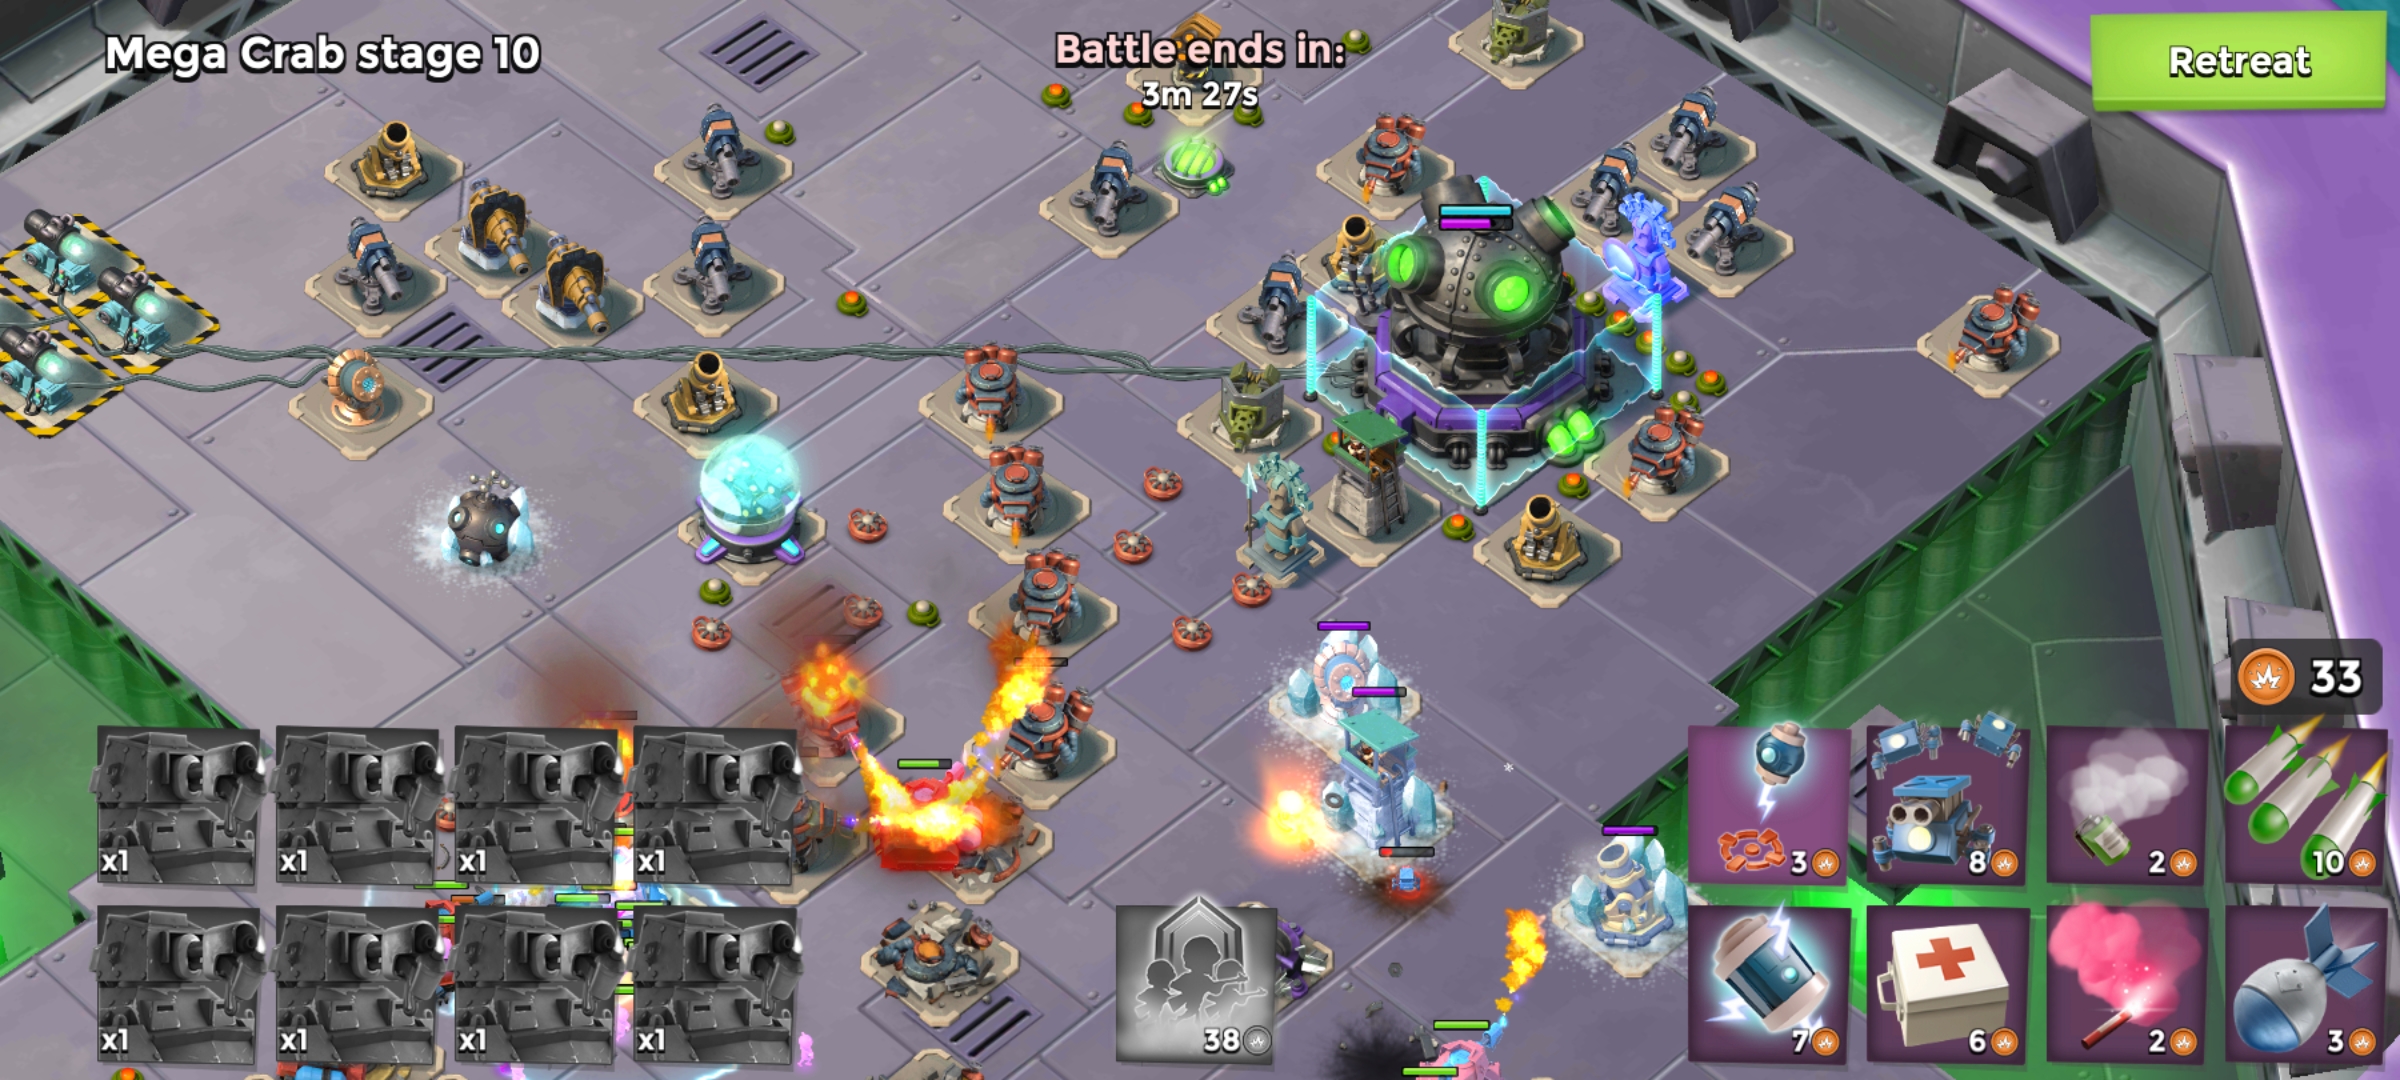 Mega Crab stage 10
Battle ends in:
3m 27s
Retreat
33
x1
x1
x1
x1
3
8
2
10
x1
x1
x1
x1
38
7
6
2
3